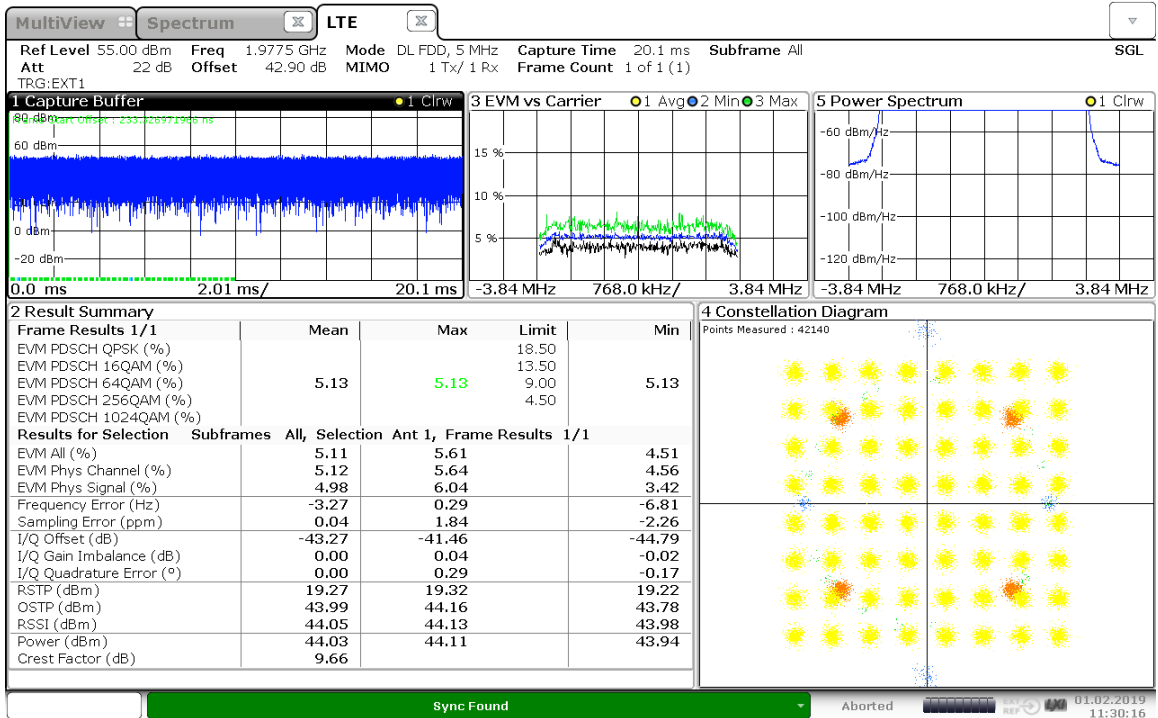 MultiView Spectrum LTE
Ref Level 55.00 dBm Freq 1.9775 GHz Mode DL FDD, 5 MHz Capture Time 20.1 ms Subframe All SGL
Att 22 dB Offset 42.90 dB MIMO 1 Tx/ 1 Rx Frame Count 1 of 1 (1)
TRG:EXT1
1 Capture Buffer 1 Clrw
80 dBm
Frame Start Offset : 233.326971966 ns
60 dBm
0 dBm
-20 dBm
0.0 ms 2.01 ms/ 20.1 ms
3 EVM vs Carrier 1 Avg 2 Min 3 Max
15 %
10 %
5 %
-3.84 MHz 768.0 kHz/ 3.84 MHz
5 Power Spectrum 1 Clrw
-60 dBm/Hz
-80 dBm/Hz
-100 dBm/Hz
-120 dBm/Hz
-3.84 MHz 768.0 kHz/ 3.84 MHz
2 Result Summary
Frame Results 1/1 Mean Max Limit Min
EVM PDSCH QPSK (%) 18.50
EVM PDSCH 16QAM (%) 13.50
EVM PDSCH 64QAM (%) 5.13 5.13 9.00 5.13
EVM PDSCH 256QAM (%) 4.50
EVM PDSCH 1024QAM (%)
Results for Selection Subframes All, Selection Ant 1, Frame Results 1/1
EVM All (%) 5.11 5.61 4.51
EVM Phys Channel (%) 5.12 5.64 4.56
EVM Phys Signal (%) 4.98 6.04 3.42
Frequency Error (Hz) -3.27 0.29 -6.81
Sampling Error (ppm) 0.04 1.84 -2.26
I/Q Offset (dB) -43.27 -41.46 -44.79
I/Q Gain Imbalance (dB) 0.00 0.04 -0.02
I/Q Quadrature Error (°) 0.00 0.29 -0.17
RSTP (dBm) 19.27 19.32 19.22
OSTP (dBm) 43.99 44.16 43.78
RSSI (dBm) 44.05 44.13 43.98
Power (dBm) 44.03 44.11 43.94
Crest Factor (dB) 9.66
4 Constellation Diagram
Points Measured : 42140
Sync Found
Aborted
EXT
REF
LXI
01.02.2019
11:30:16